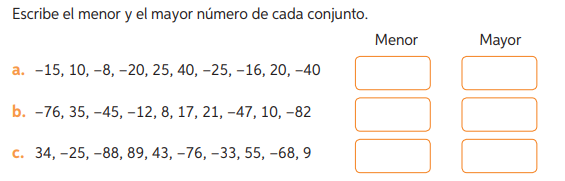 Escribe el menor y el mayor número de cada conjunto.
Menor Mayor
a. –15, 10, –8, –20, 25, 40, –25, –16, 20, –40
b. –76, 35, –45, –12, 8, 17, 21, –47, 10, –82
c. 34, –25, –88, 89, 43, –76, –33, 55, –68, 9